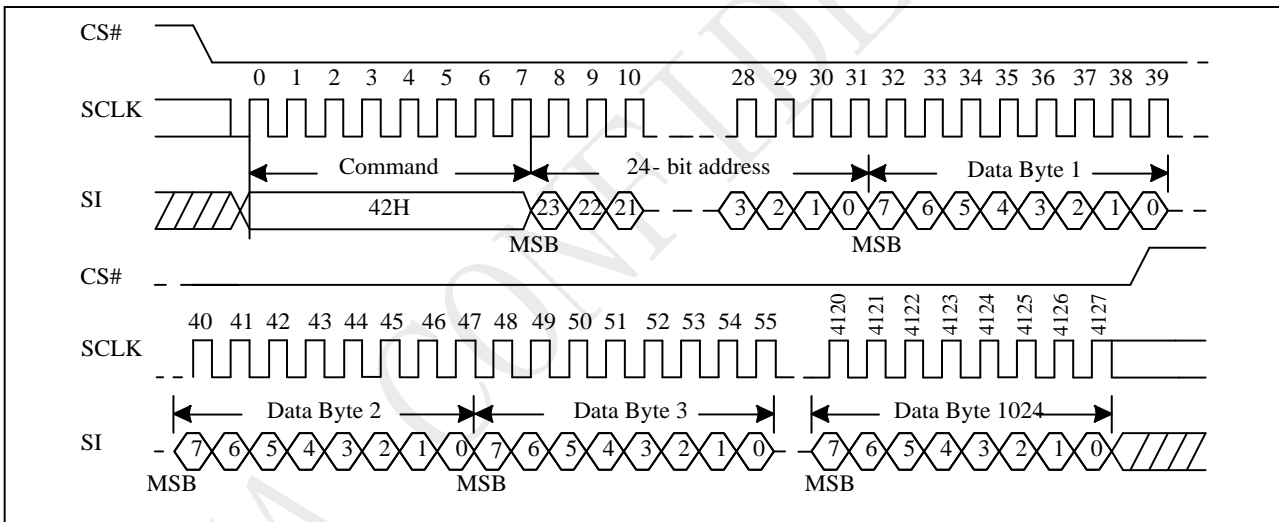 CS#
0 1 2 3 4 5 6 7 8 9 10 28 29 30 31 32 33 34 35 36 37 38 39
SCLK
Command 24- bit address Data Byte 1
SI 42H 23 22 21 3 2 1 0 7 6 5 4 3 2 1 0
MSB MSB
CS#
40 41 42 43 44 45 46 47 48 49 50 51 52 53 54 55 4120 4121 4122 4123 4124 4125 4126 4127
SCLK
Data Byte 2 Data Byte 3 Data Byte 1024
SI 7 6 5 4 3 2 1 0 7 6 5 4 3 2 1 0 7 6 5 4 3 2 1 0
MSB MSB MSB